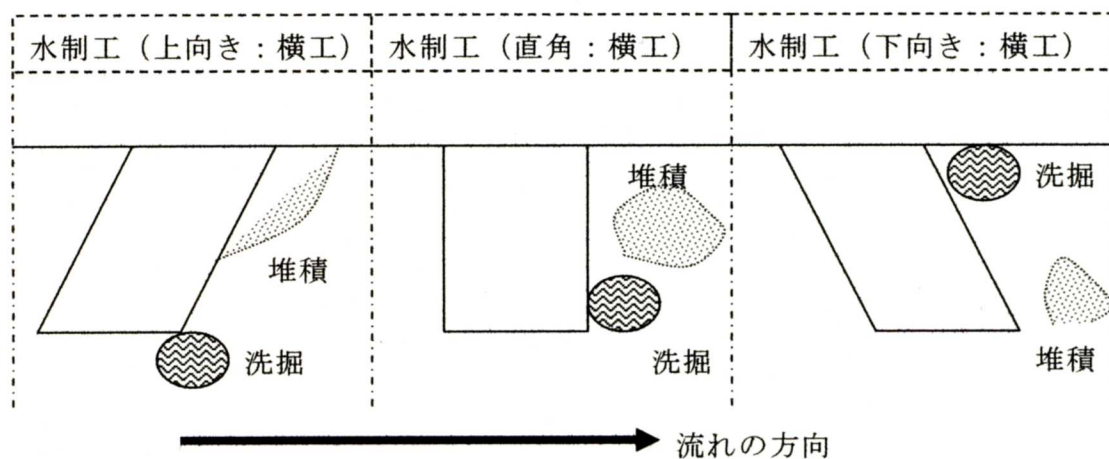 水制工（上向き：横工）
水制工（直角：横工）
水制工（下向き：横工）
堆積
洗掘
堆積
洗掘
洗掘
堆積
流れの方向